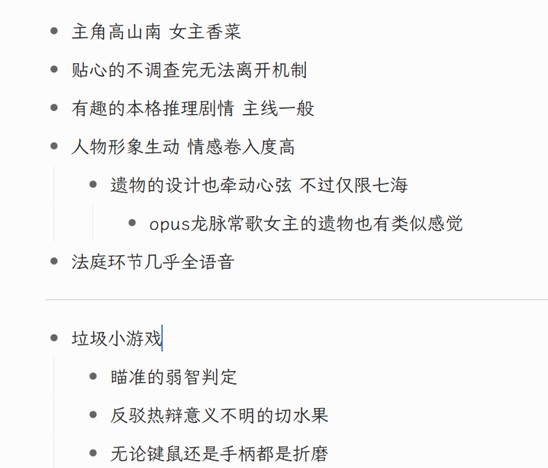 主角高山南 女主香菜
贴心的不调查完无法离开机制
有趣的本格推理剧情 主线一般
人物形象生动 情感卷入度高
遗物的设计也牵动心弦 不过仅限七海
opus龙脉常歌女主的遗物也有类似感觉
法庭环节几乎全语音
垃圾小游戏
瞄准的弱智判定
反驳热辩意义不明的切水果
无论键鼠还是手柄都是折磨